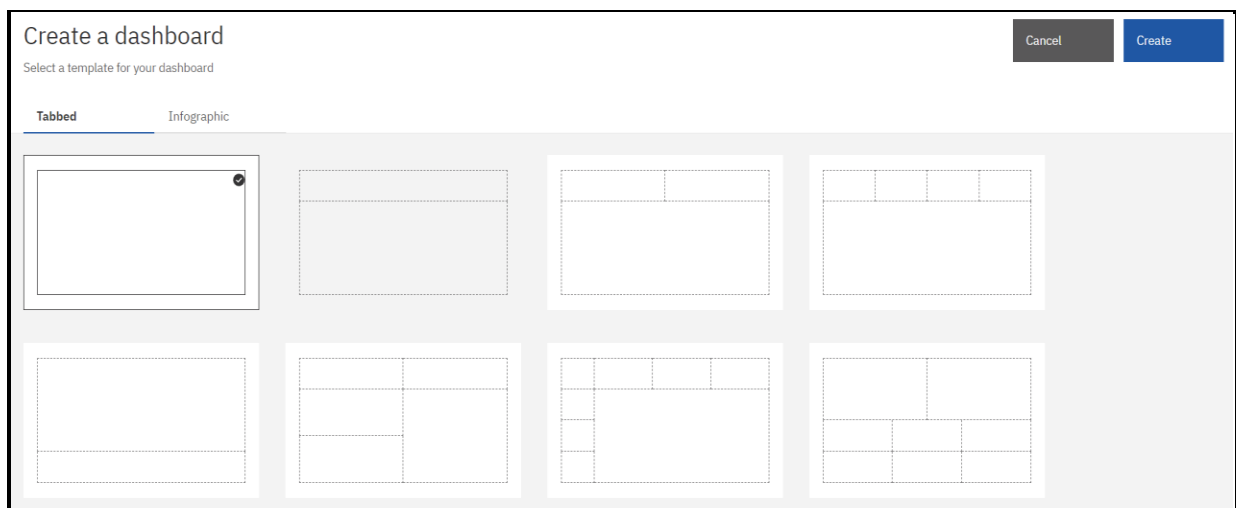 Create a dashboard
Cancel
Create
Select a template for your dashboard
Tabbed
Infographic